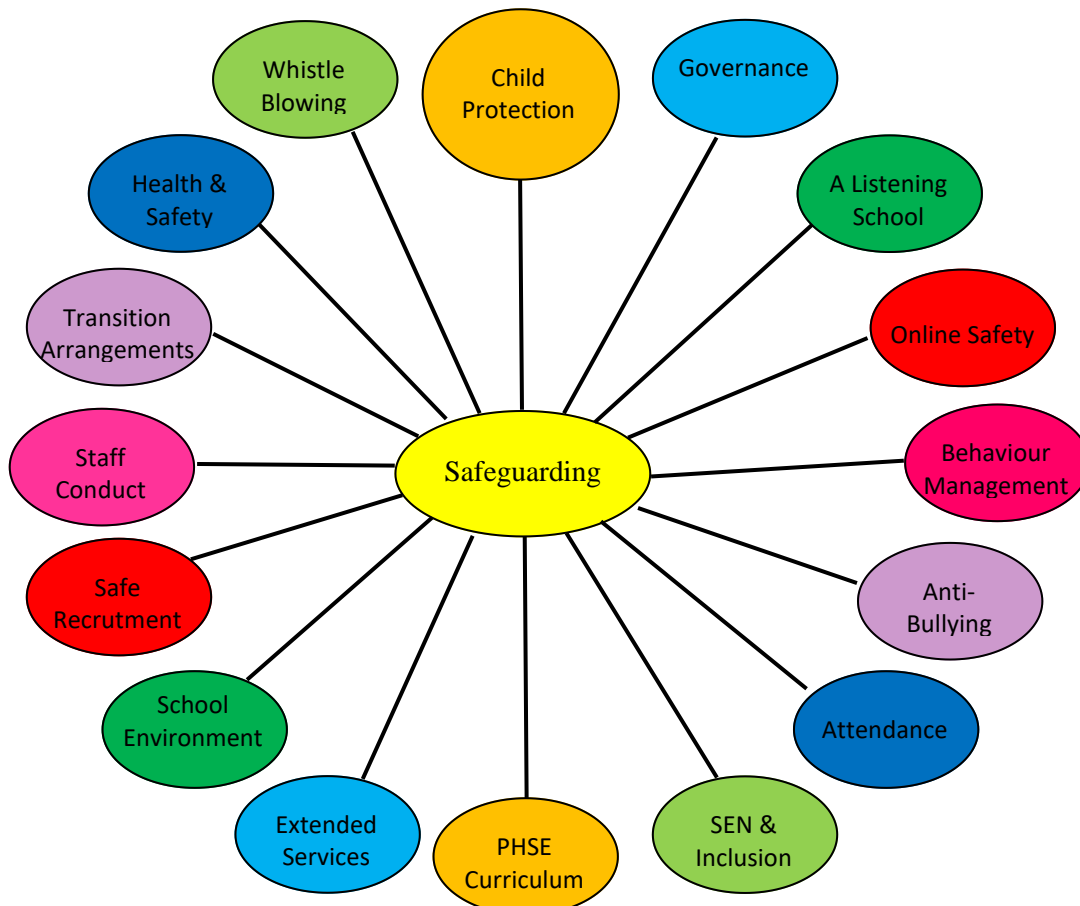 Whistle
Blowing
Child
Protection
Governance
Health &
Safety
A Listening
School
Transition
Arrangements
Online Safety
Staff
Conduct
Safeguarding
Behaviour
Management
Safe
Recrutment
Anti-
Bullying
School
Environment
Attendance
Extended
Services
PHSE
Curriculum
SEN &
Inclusion